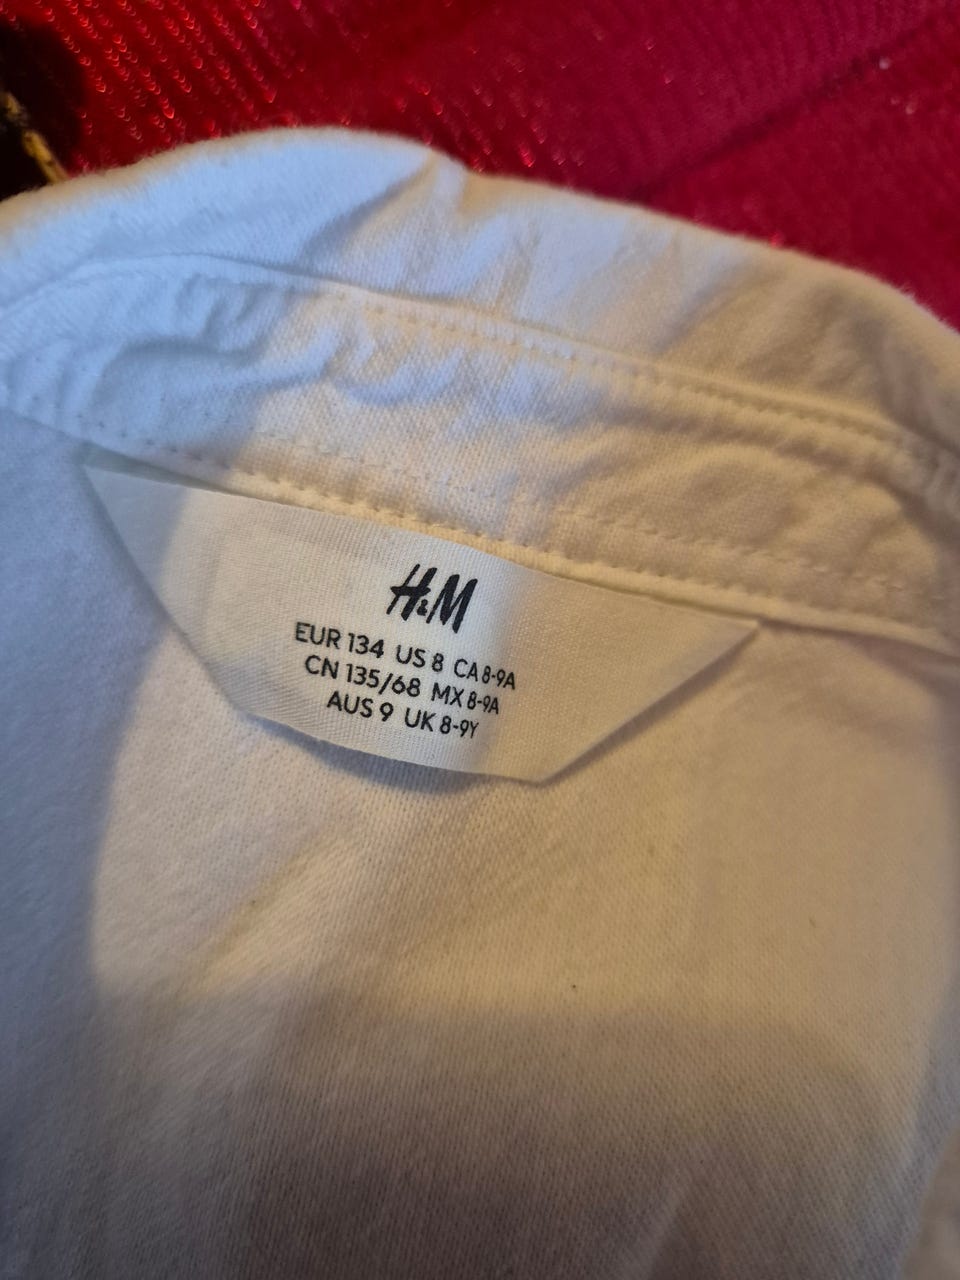 H&M
EUR 134 US 8 CA 8-9A
CN 135/68 MX 8-9A
AUS 9 UK 8-9Y